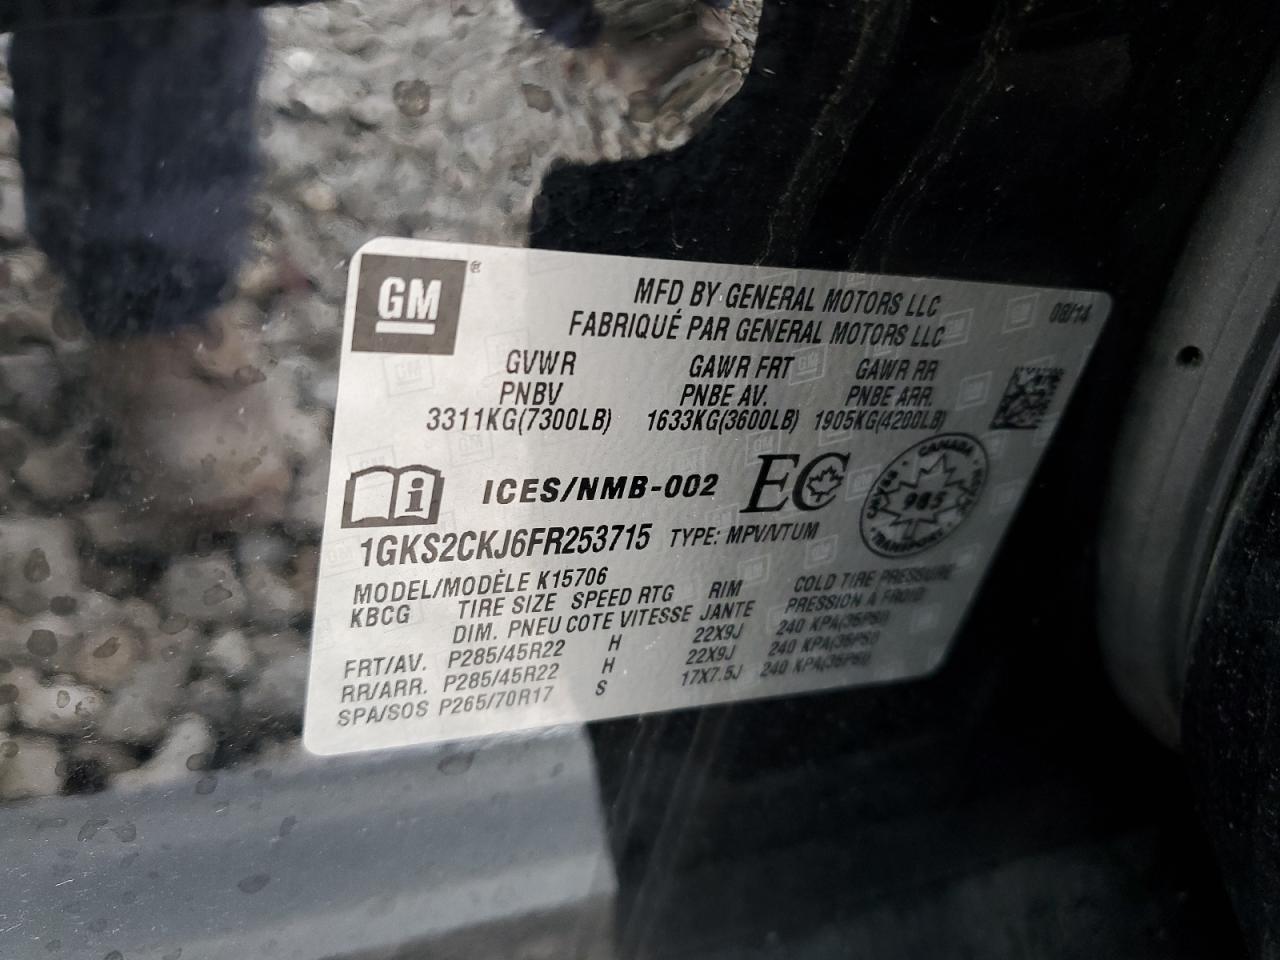 GM ®
MFD BY GENERAL MOTORS LLC
08/14
FABRIQUÉ PAR GENERAL MOTORS LLC
GVWR GAWR FRT GAWR RR
PNBV PNBE AV. PNBE ARR.
3311KG(7300LB) 1633KG(3600LB) 1905KG(4200LB)
i ICES/NMB-002 EC
CANADA
985
TRANSPORT
1GKS2CKJ6FR253715 TYPE: MPV/VTUM
MODEL/MODÈLE K15706
KBCG TIRE SIZE SPEED RTG RIM COLD TIRE PRESSURE
DIM. PNEU COTE VITESSE JANTE PRESSION À FROID
FRT/AV. P285/45R22 H 22X9J 240 KPA(35PSI)
RR/ARR. P285/45R22 H 22X9J 240 KPA(35PSI)
SPA/SOS P265/70R17 S 17X7.5J 240 KPA(35PSI)